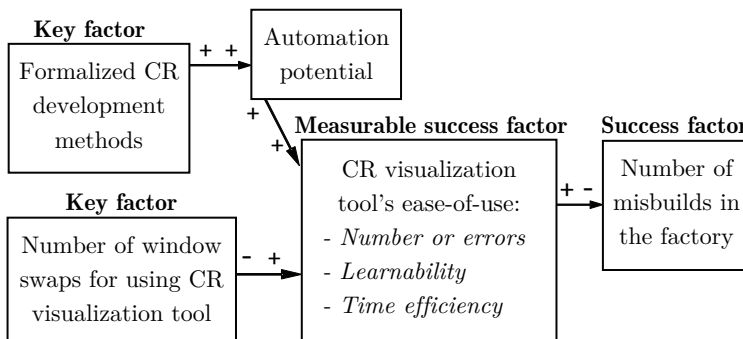 Key factor
Formalized CR
development
methods
+ +
Automation
potential
+
+
Measurable success factor
CR visualization
tool's ease-of-use:
- Number or errors
- Learnability
- Time efficiency
Key factor
Number of window
swaps for using CR
visualization tool
- +
+ -
Success factor
Number of
misbuilds in
the factory